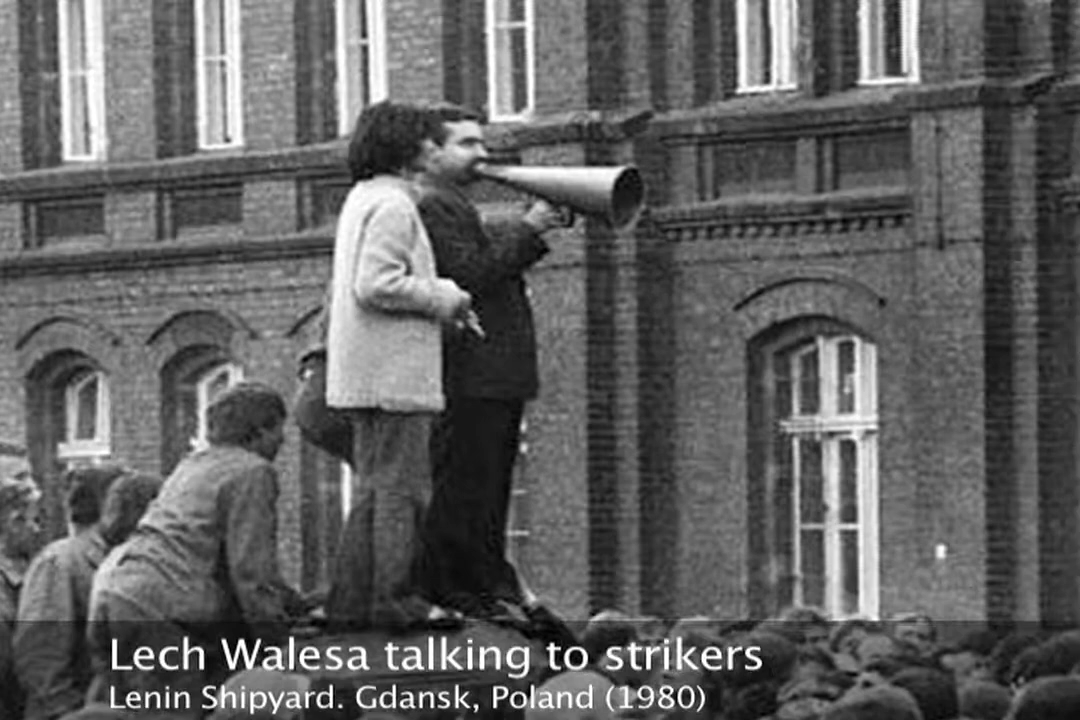 Lech Walesa talking to strikers
Lenin Shipyard. Gdansk, Poland (1980)